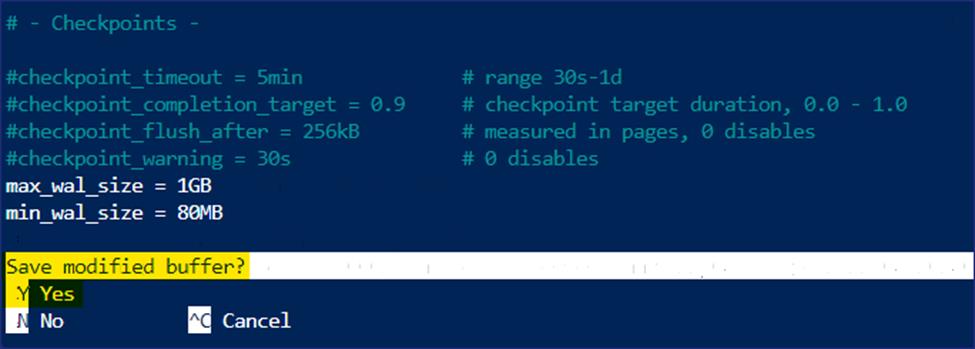 # - Checkpoints -
#checkpoint_timeout = 5min # range 30s-1d
#checkpoint_completion_target = 0.9 # checkpoint target duration, 0.0 - 1.0
#checkpoint_flush_after = 256kB # measured in pages, 0 disables
#checkpoint_warning = 30s # 0 disables
max_wal_size = 1GB
min_wal_size = 80MB
Save modified buffer?
Y Yes
N No ^C Cancel